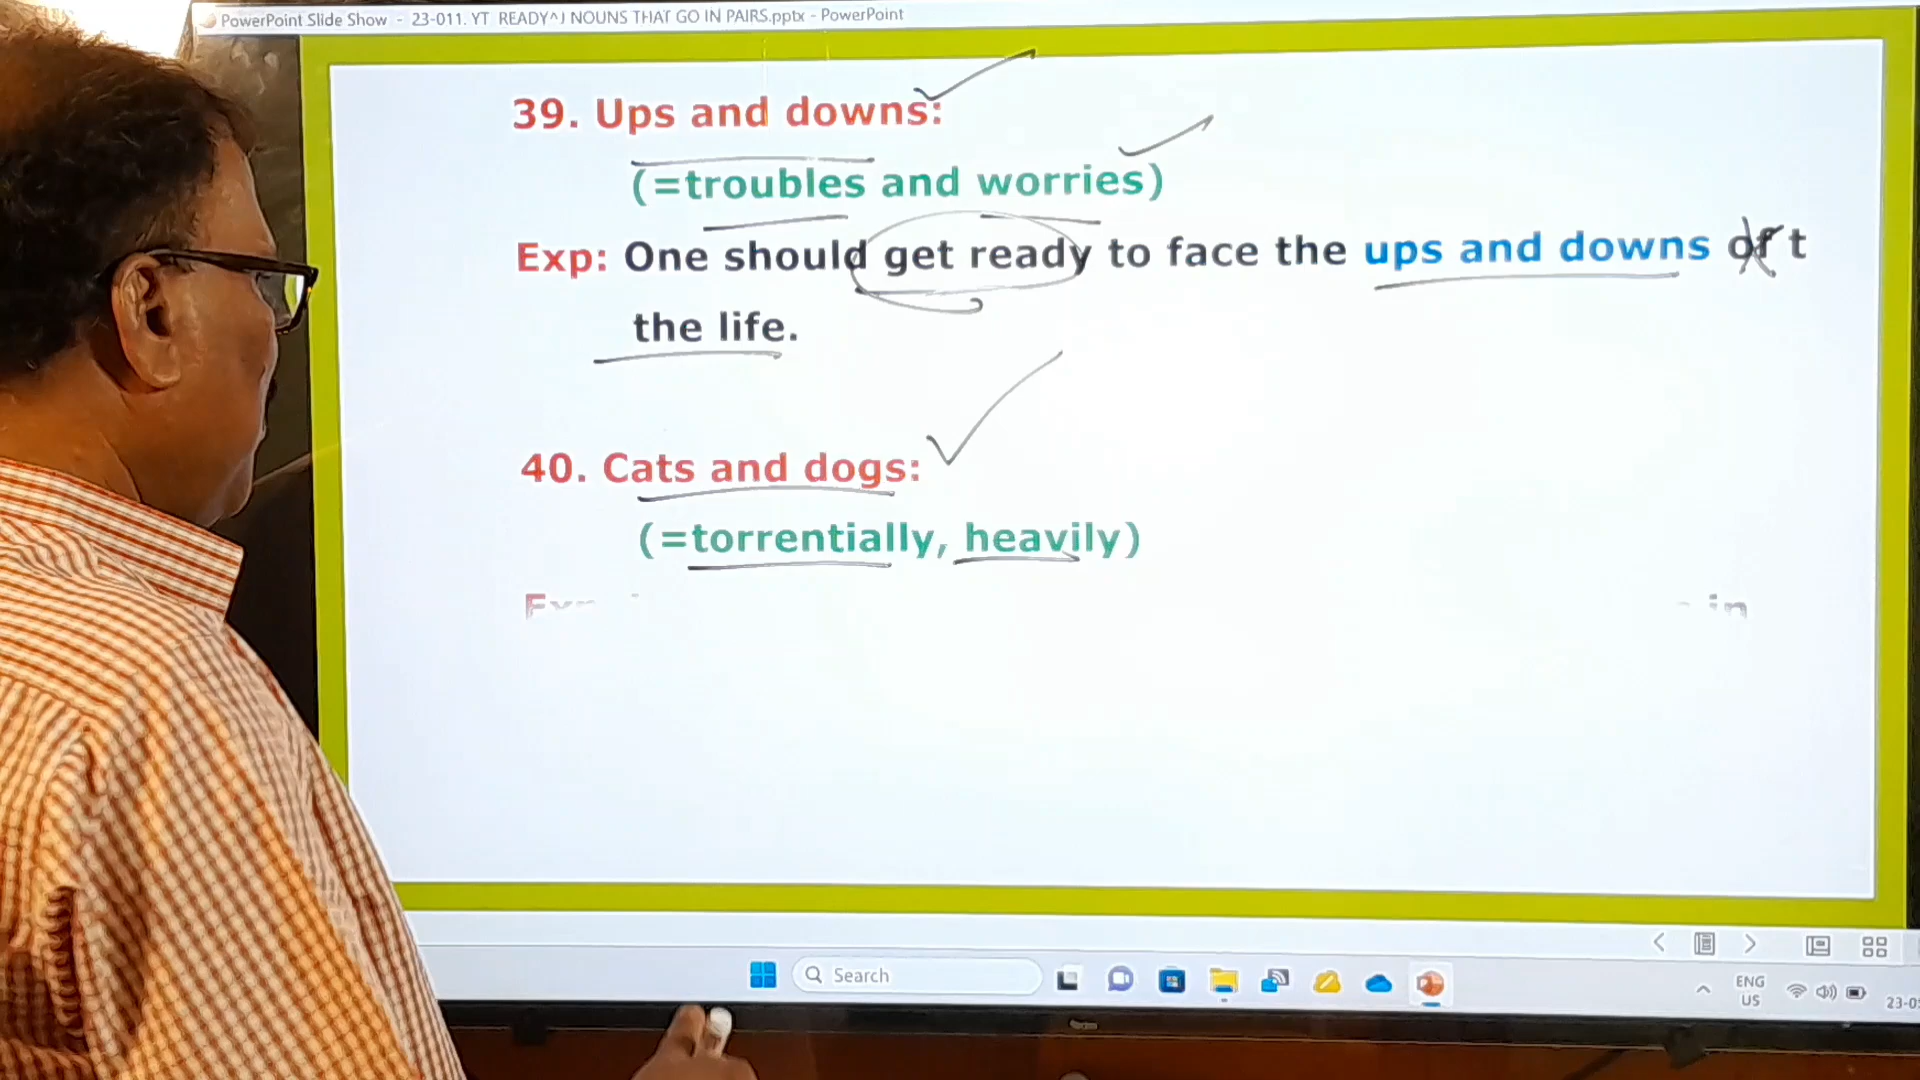 PowerPoint Slide Show - 23-011. YT READY^J NOUNS THAT GO IN PAIRS.pptx - PowerPoint
39. Ups and downs:
(=troubles and worries)
Exp: One should get ready to face the ups and downs of t
the life.
40. Cats and dogs:
(=torrentially, heavily)
in
Search
ENG
US